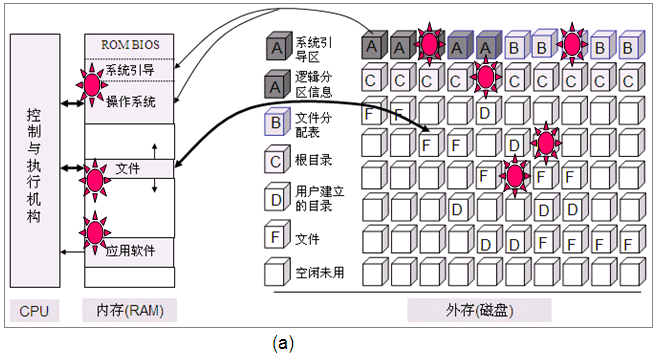 控制与执行机构
ROM BIOS
系统引导
操作系统
文件
应用软件
A 系统引
导区
A 逻辑分
区信息
B 文件分
配表
C 根目录
D 用户建立
的目录
F 文件
空闲未用
A A A A B B B B
C C C C C C C C C
F F D
F F D
F F F
D D D
D D F F F F
CPU
内存(RAM)
外存(磁盘)
(a)